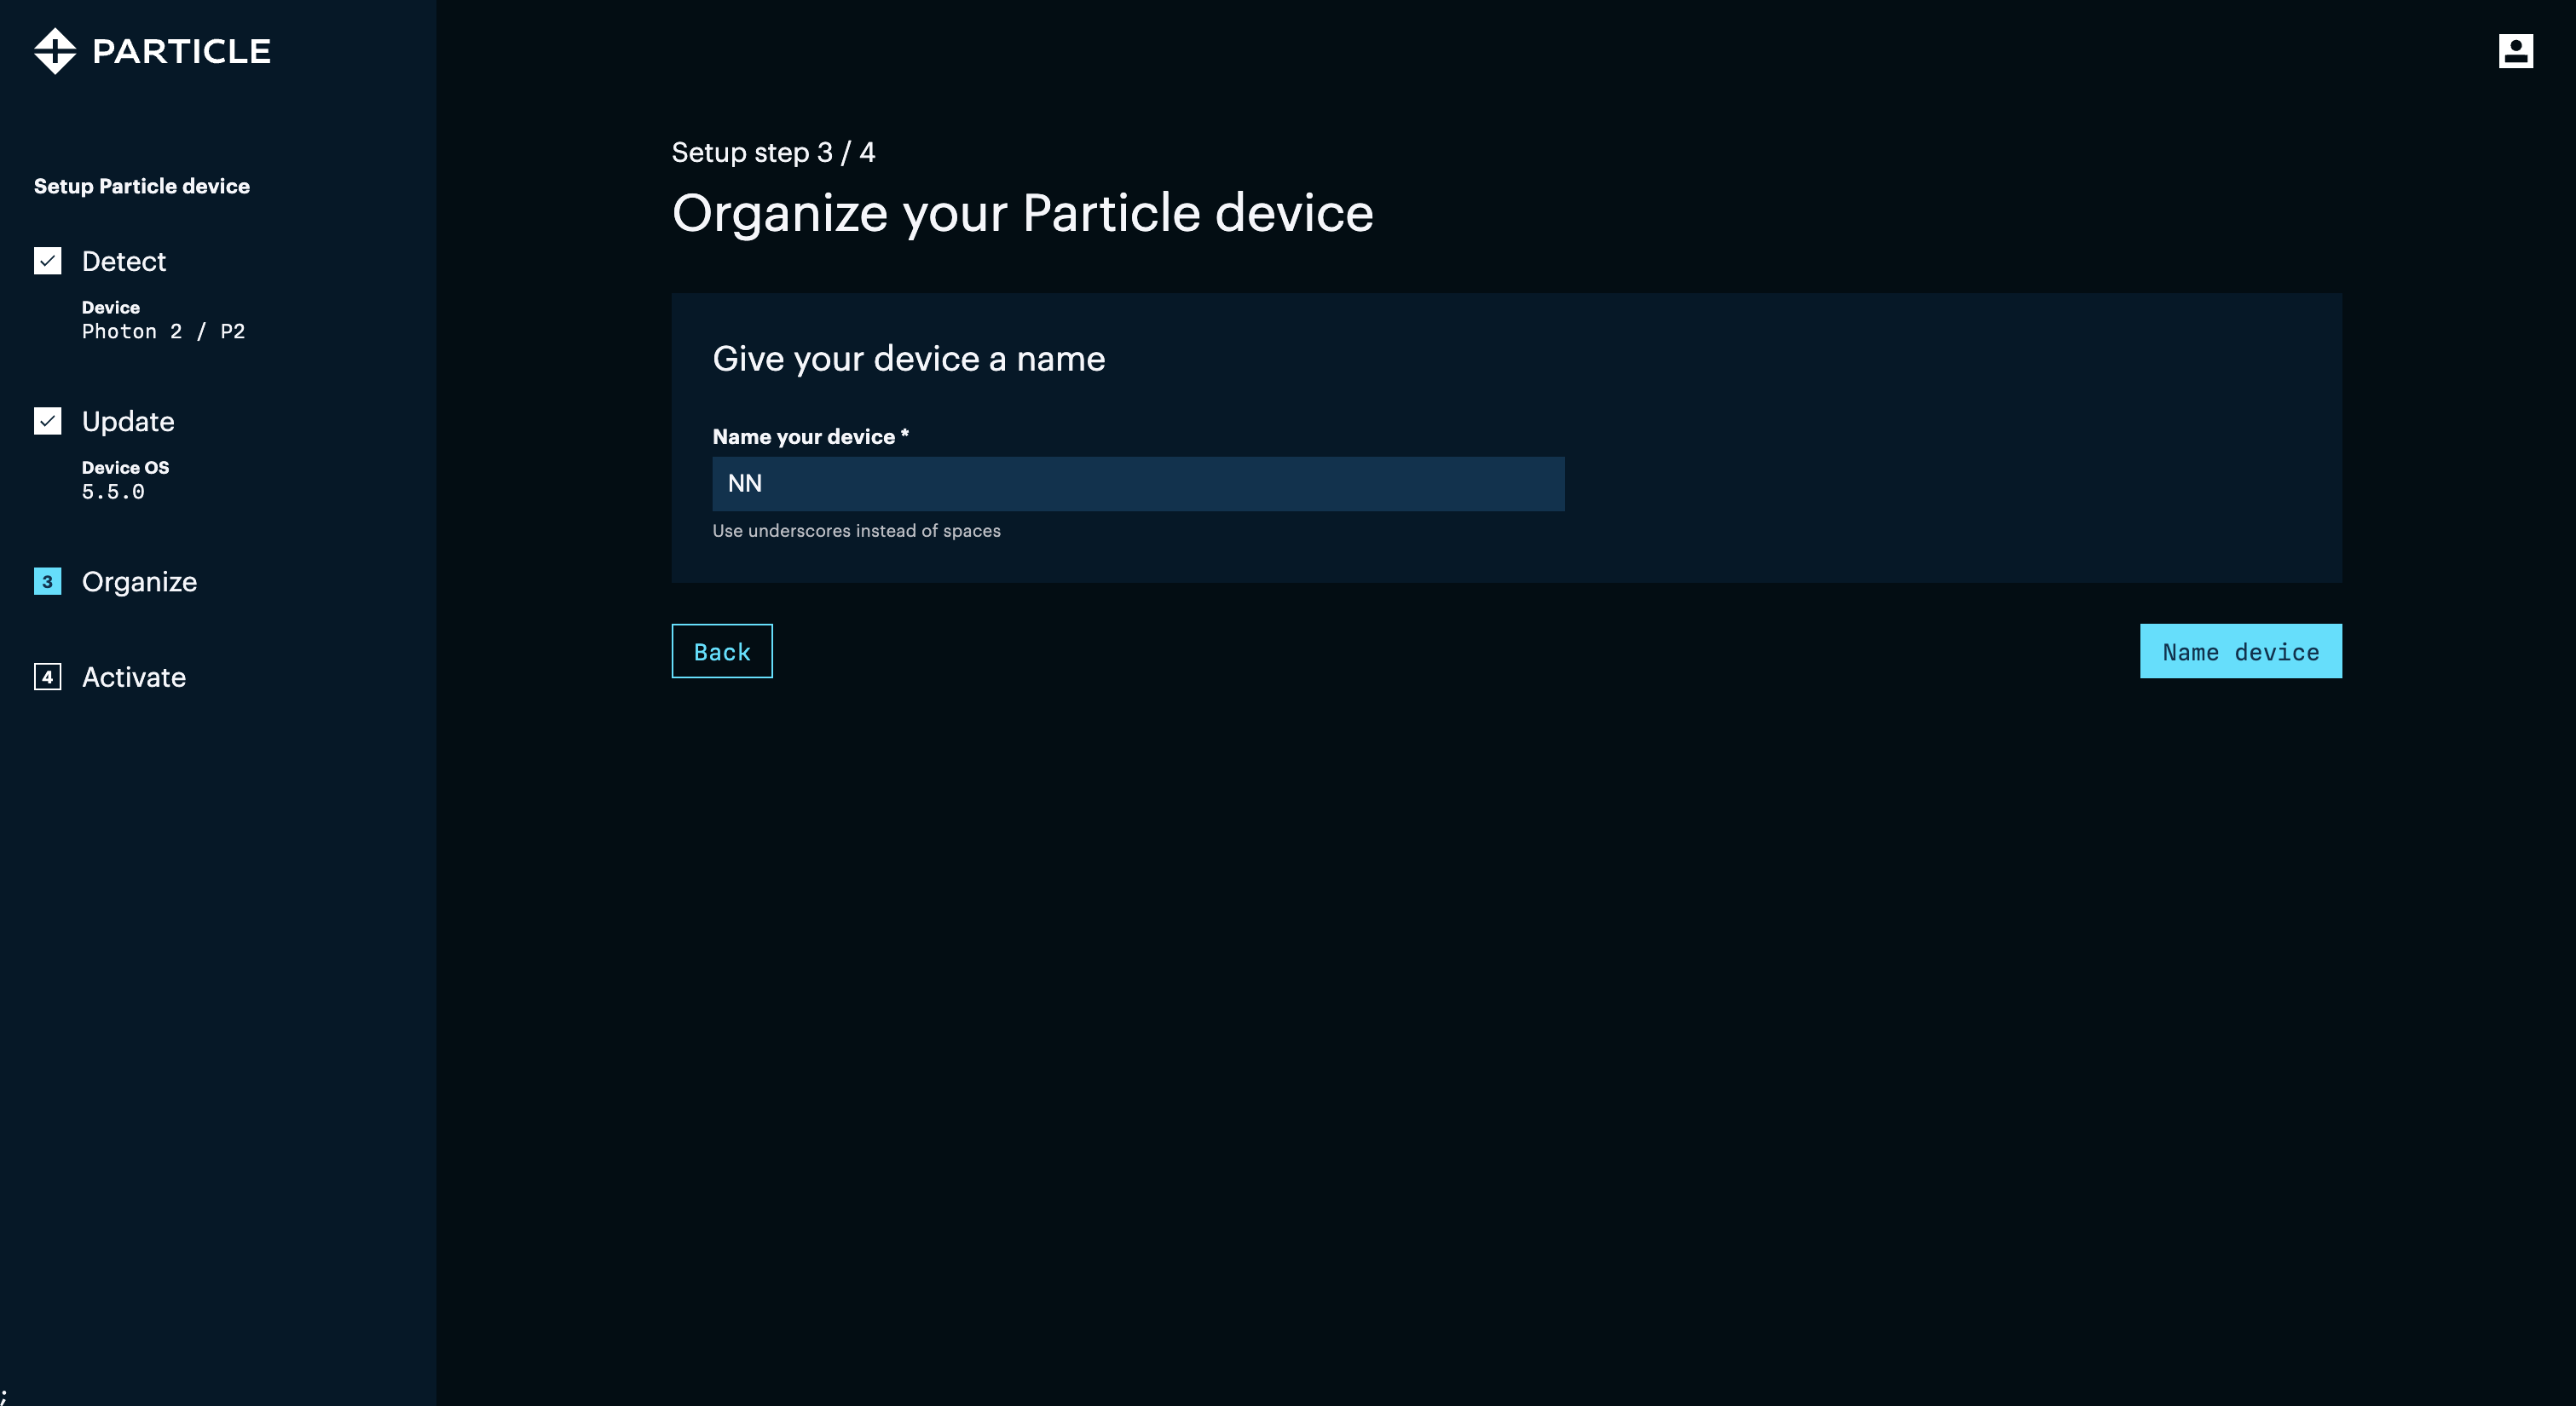 PARTICLE
Setup Particle device
Detect
Device
Photon 2 / P2
Update
Device OS
5.5.0
3 Organize
4 Activate
Setup step 3 / 4
Organize your Particle device
Give your device a name
Name your device *
NN
Use underscores instead of spaces
Back
Name device
;